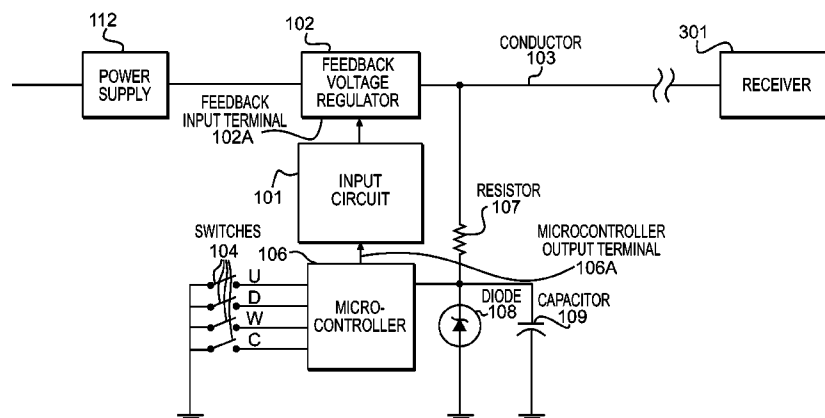 112
POWER
SUPPLY
102
FEEDBACK
VOLTAGE
REGULATOR
CONDUCTOR
103
301
RECEIVER
FEEDBACK
INPUT TERMINAL
102A
101
INPUT
CIRCUIT
RESISTOR
107
SWITCHES
104
106
MICROCONTROLLER
OUTPUT TERMINAL
106A
U
D
W
C
MICRO-
CONTROLLER
DIODE
108
CAPACITOR
109